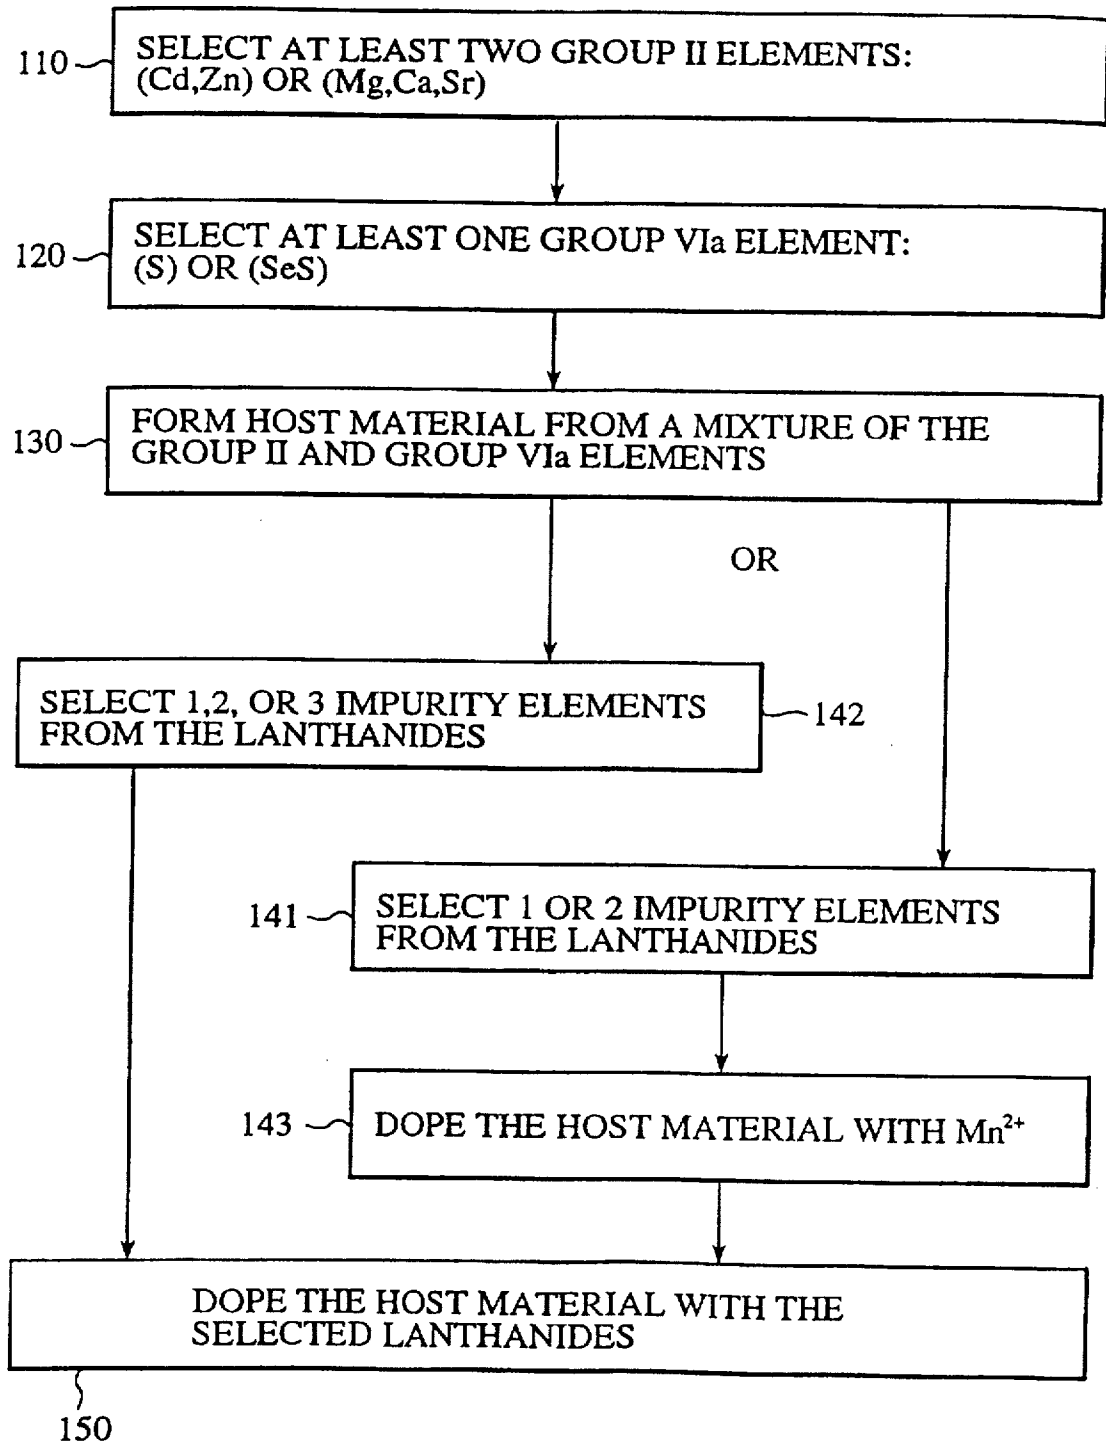 110
SELECT AT LEAST TWO GROUP II ELEMENTS:
(Cd,Zn) OR (Mg,Ca,Sr)
120
SELECT AT LEAST ONE GROUP VIa ELEMENT:
(S) OR (SeS)
130
FORM HOST MATERIAL FROM A MIXTURE OF THE
GROUP II AND GROUP VIa ELEMENTS
OR
SELECT 1,2, OR 3 IMPURITY ELEMENTS
FROM THE LANTHANIDES
142
141
SELECT 1 OR 2 IMPURITY ELEMENTS
FROM THE LANTHANIDES
143
DOPE THE HOST MATERIAL WITH Mn²⁺
DOPE THE HOST MATERIAL WITH THE
SELECTED LANTHANIDES
150